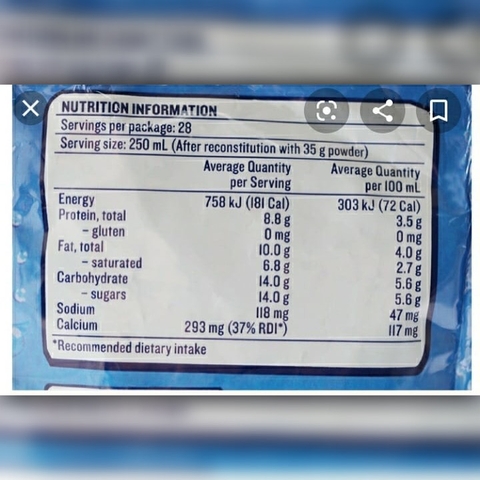 NUTRITION INFORMATION
Servings per package: 28
Serving size: 250 mL (After reconstitution with 35 g powder)
Average Quantity per Serving Average Quantity per 100 mL
Energy 758 kJ (181 Cal) 303 kJ (72 Cal)
Protein, total 8.8 g 3.5 g
- gluten 0 mg 0 mg
Fat, total 10.0 g 4.0 g
- saturated 6.8 g 2.7 g
Carbohydrate 14.0 g 5.6 g
- sugars 14.0 g 5.6 g
Sodium 118 mg 47 mg
Calcium 293 mg (37% RDI*) 117 mg
*Recommended dietary intake